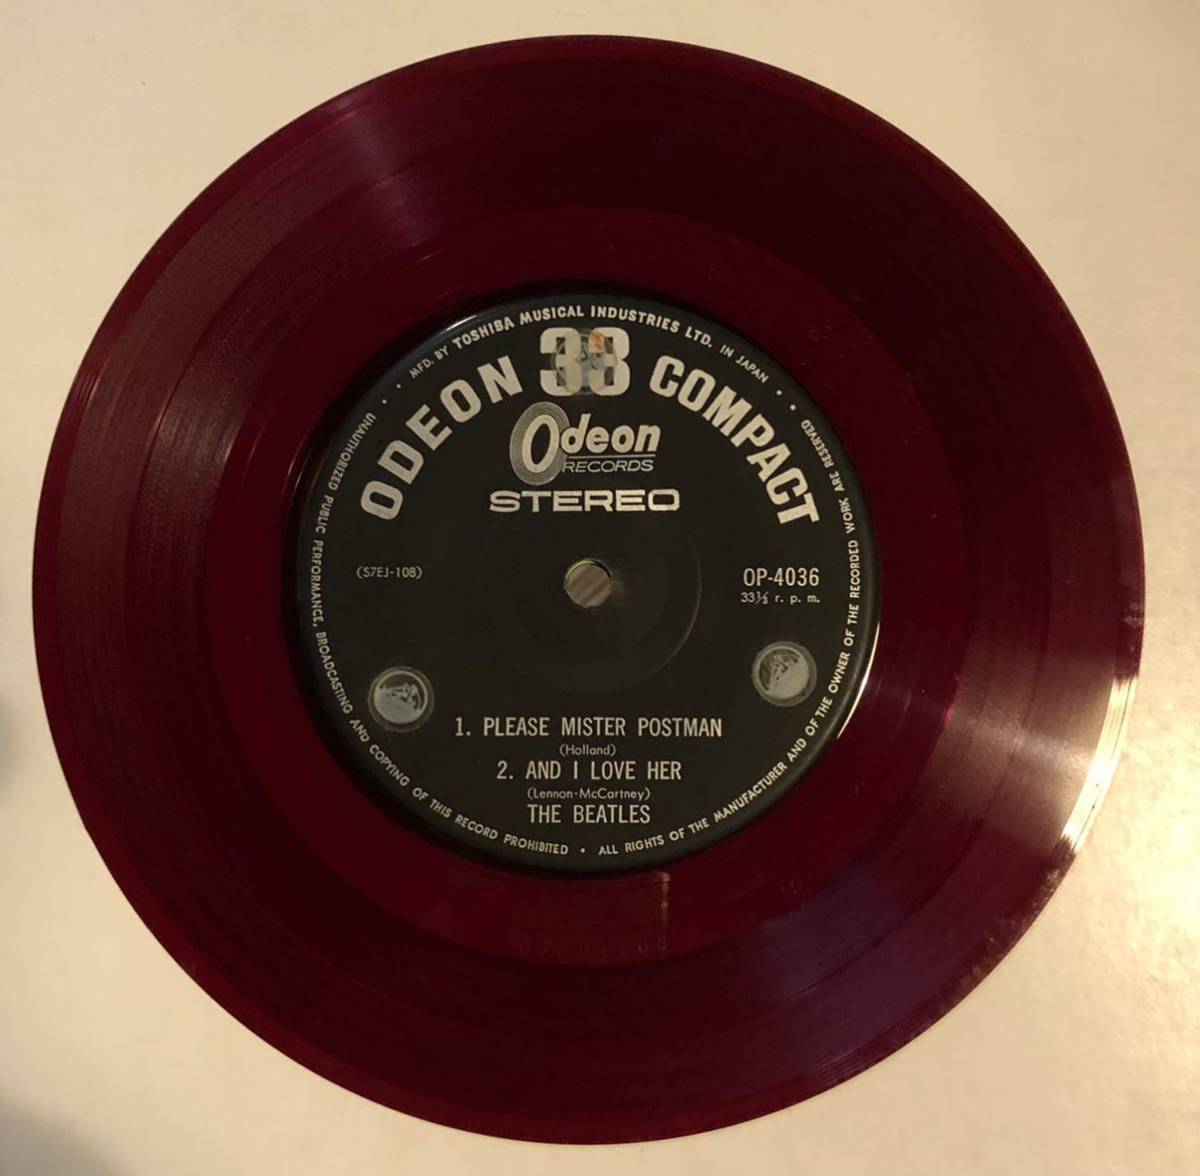 MFD. BY TOSHIBA MUSICAL INDUSTRIES LTD. IN JAPAN
ODEON 33 COMPACT
Odeon
RECORDS
STEREO
(S7EJ-108)
OP-4036
33⅓ r. p. m.
1. PLEASE MISTER POSTMAN
(Holland)
2. AND I LOVE HER
(Lennon-McCartney)
THE BEATLES
UNAUTHORIZED PUBLIC PERFORMANCE, BROADCASTING AND COPYING OF THIS RECORD PROHIBITED • ALL RIGHTS OF THE MANUFACTURER AND OF THE OWNER OF THE RECORDED WORK ARE RESERVED